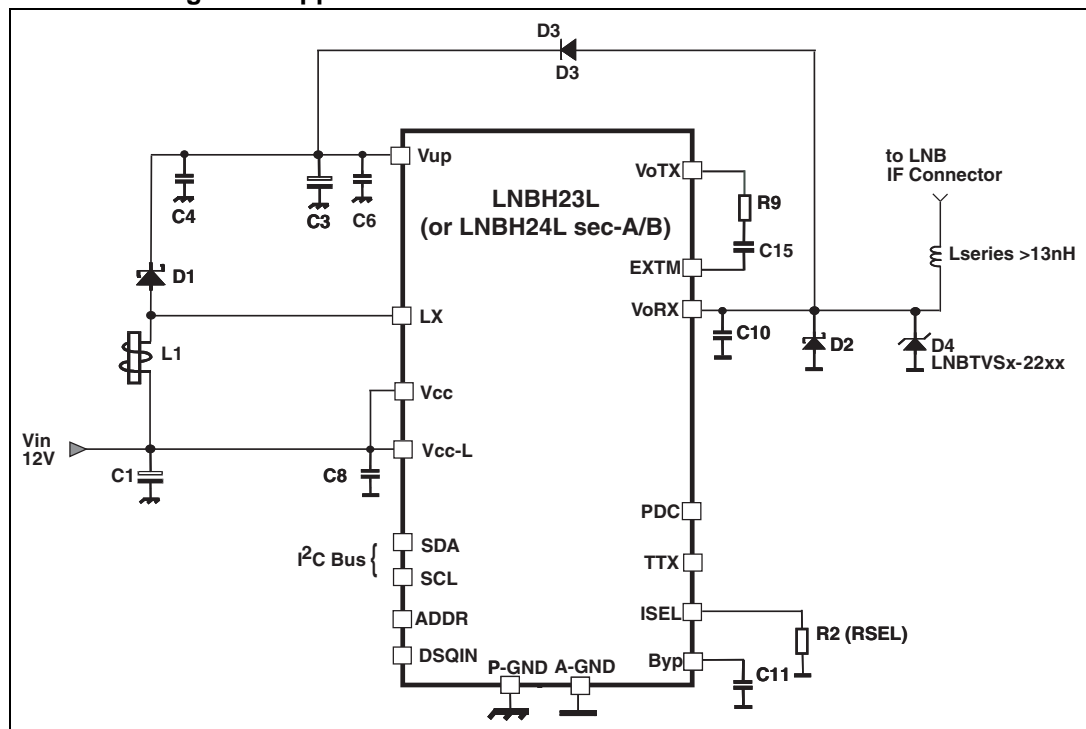 D3
D3
Vup
C4
C3
C6
LNBH23L
(or LNBH24L sec-A/B)
VoTX
R9
C15
EXTM
to LNB
IF Connector
Lseries >13nH
D1
LX
L1
VoRX
C10
D2
D4
LNBTVSx-22xx
Vcc
Vin
12V
Vcc-L
C1
C8
PDC
I2C Bus {
SDA
SCL
TTX
ISEL
R2 (RSEL)
ADDR
DSQIN
P-GND
A-GND
Byp
C11